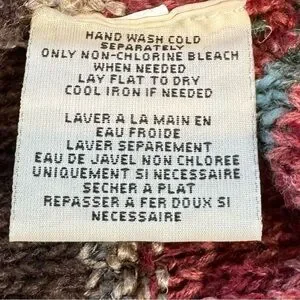 HAND WASH COLD
SEPARATELY
ONLY NON-CHLORINE BLEACH
WHEN NEEDED
LAY FLAT TO DRY
COOL IRON IF NEEDED
LAVER A LA MAIN EN
EAU FROIDE
LAVER SEPAREMENT
EAU DE JAVEL NON CHLOREE
UNIQUEMENT SI NECESSAIRE
SECHER A PLAT
REPASSER A FER DOUX SI
NECESSAIRE